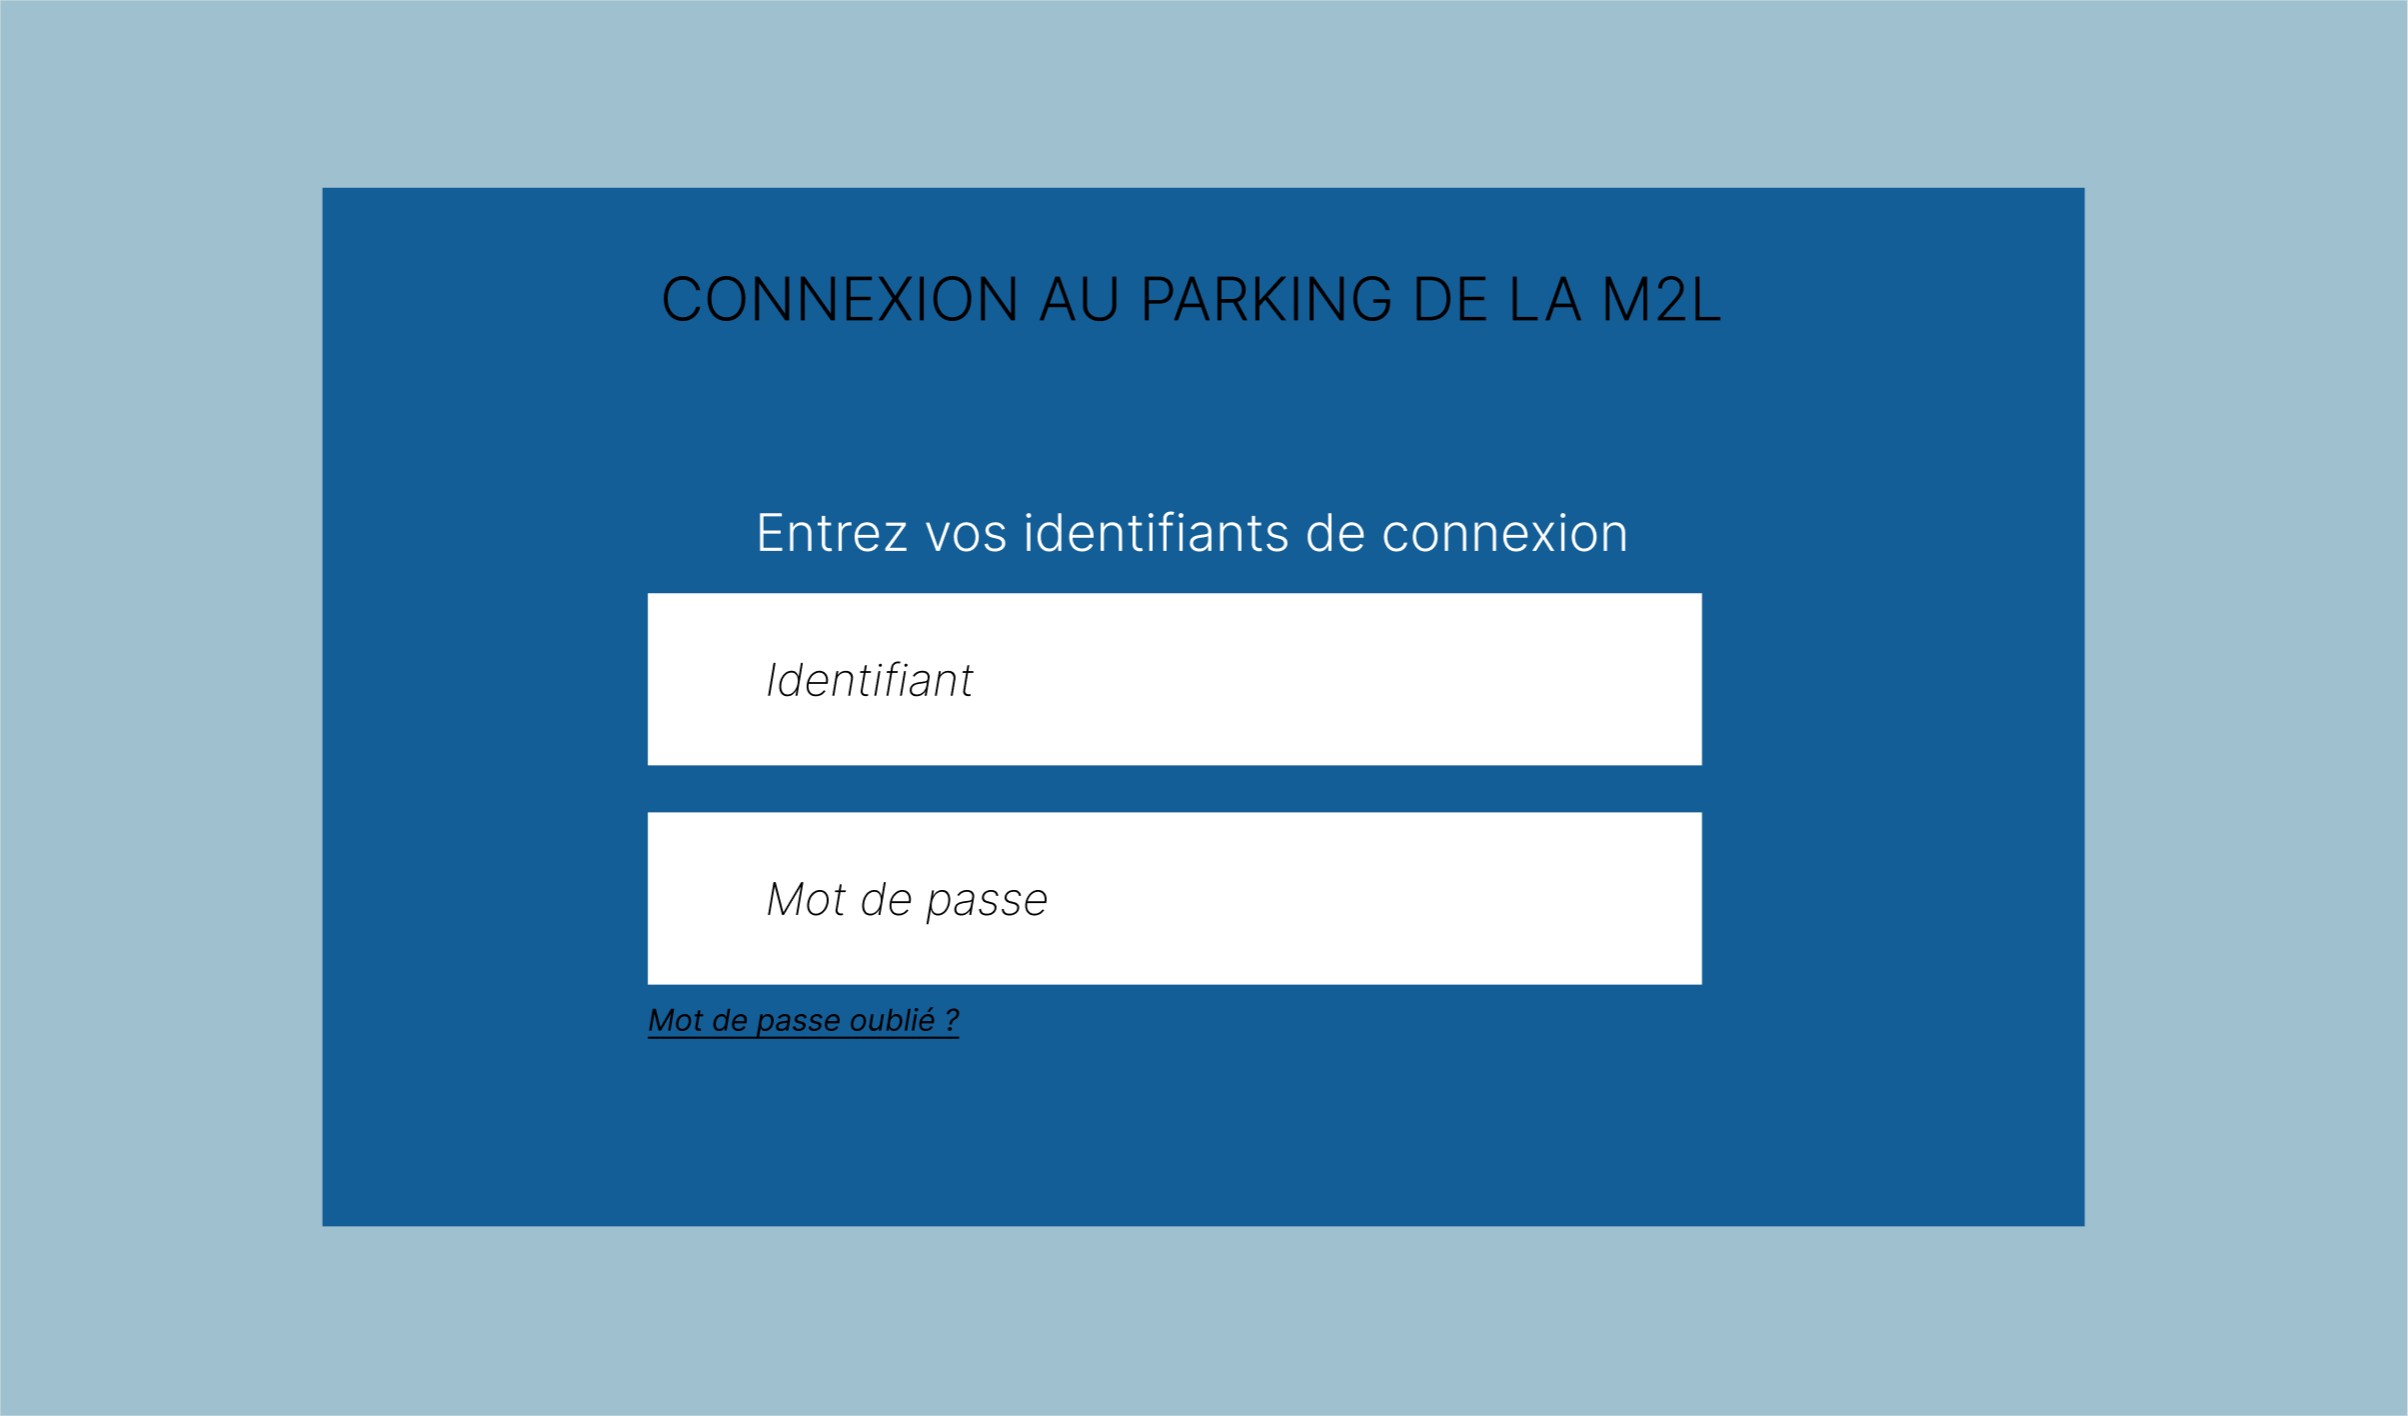 CONNEXION AU PARKING DE LA M2L
Entrez vos identifiants de connexion
Identifiant
Mot de passe
Mot de passe oublié ?